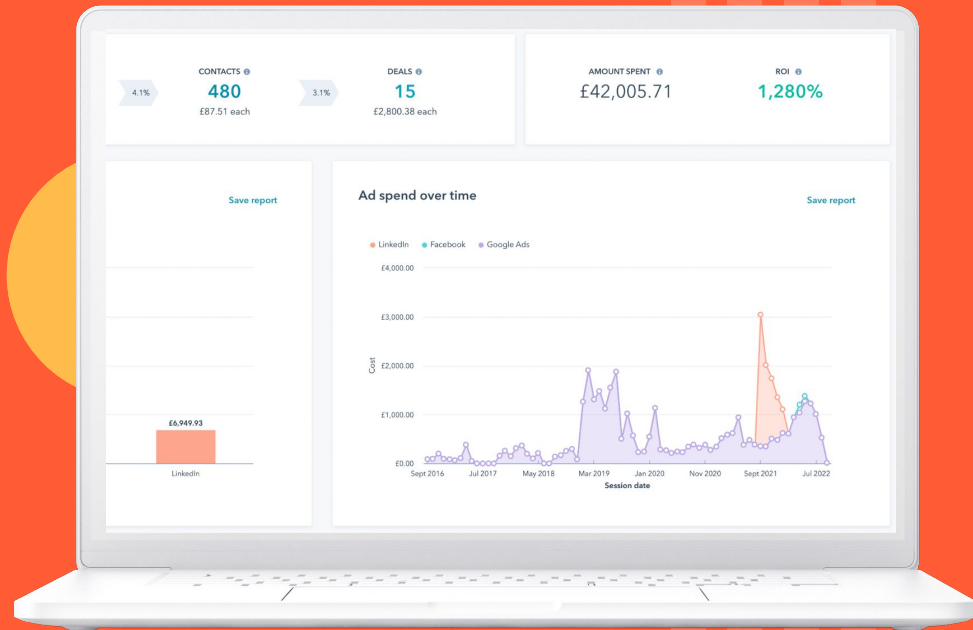 4.1%
CONTACTS
480
£87.51 each
3.1%
DEALS
15
£2,800.38 each
AMOUNT SPENT
£42,005.71
ROI
1,280%
Save report
£6,949.93
LinkedIn
Ad spend over time
Save report
LinkedIn Facebook Google Ads
£4,000.00
£3,000.00
£2,000.00
£1,000.00
£0.00
Cost
Sept 2016 Jul 2017 May 2018 Mar 2019 Jan 2020 Nov 2020 Sept 2021 Jul 2022
Session date